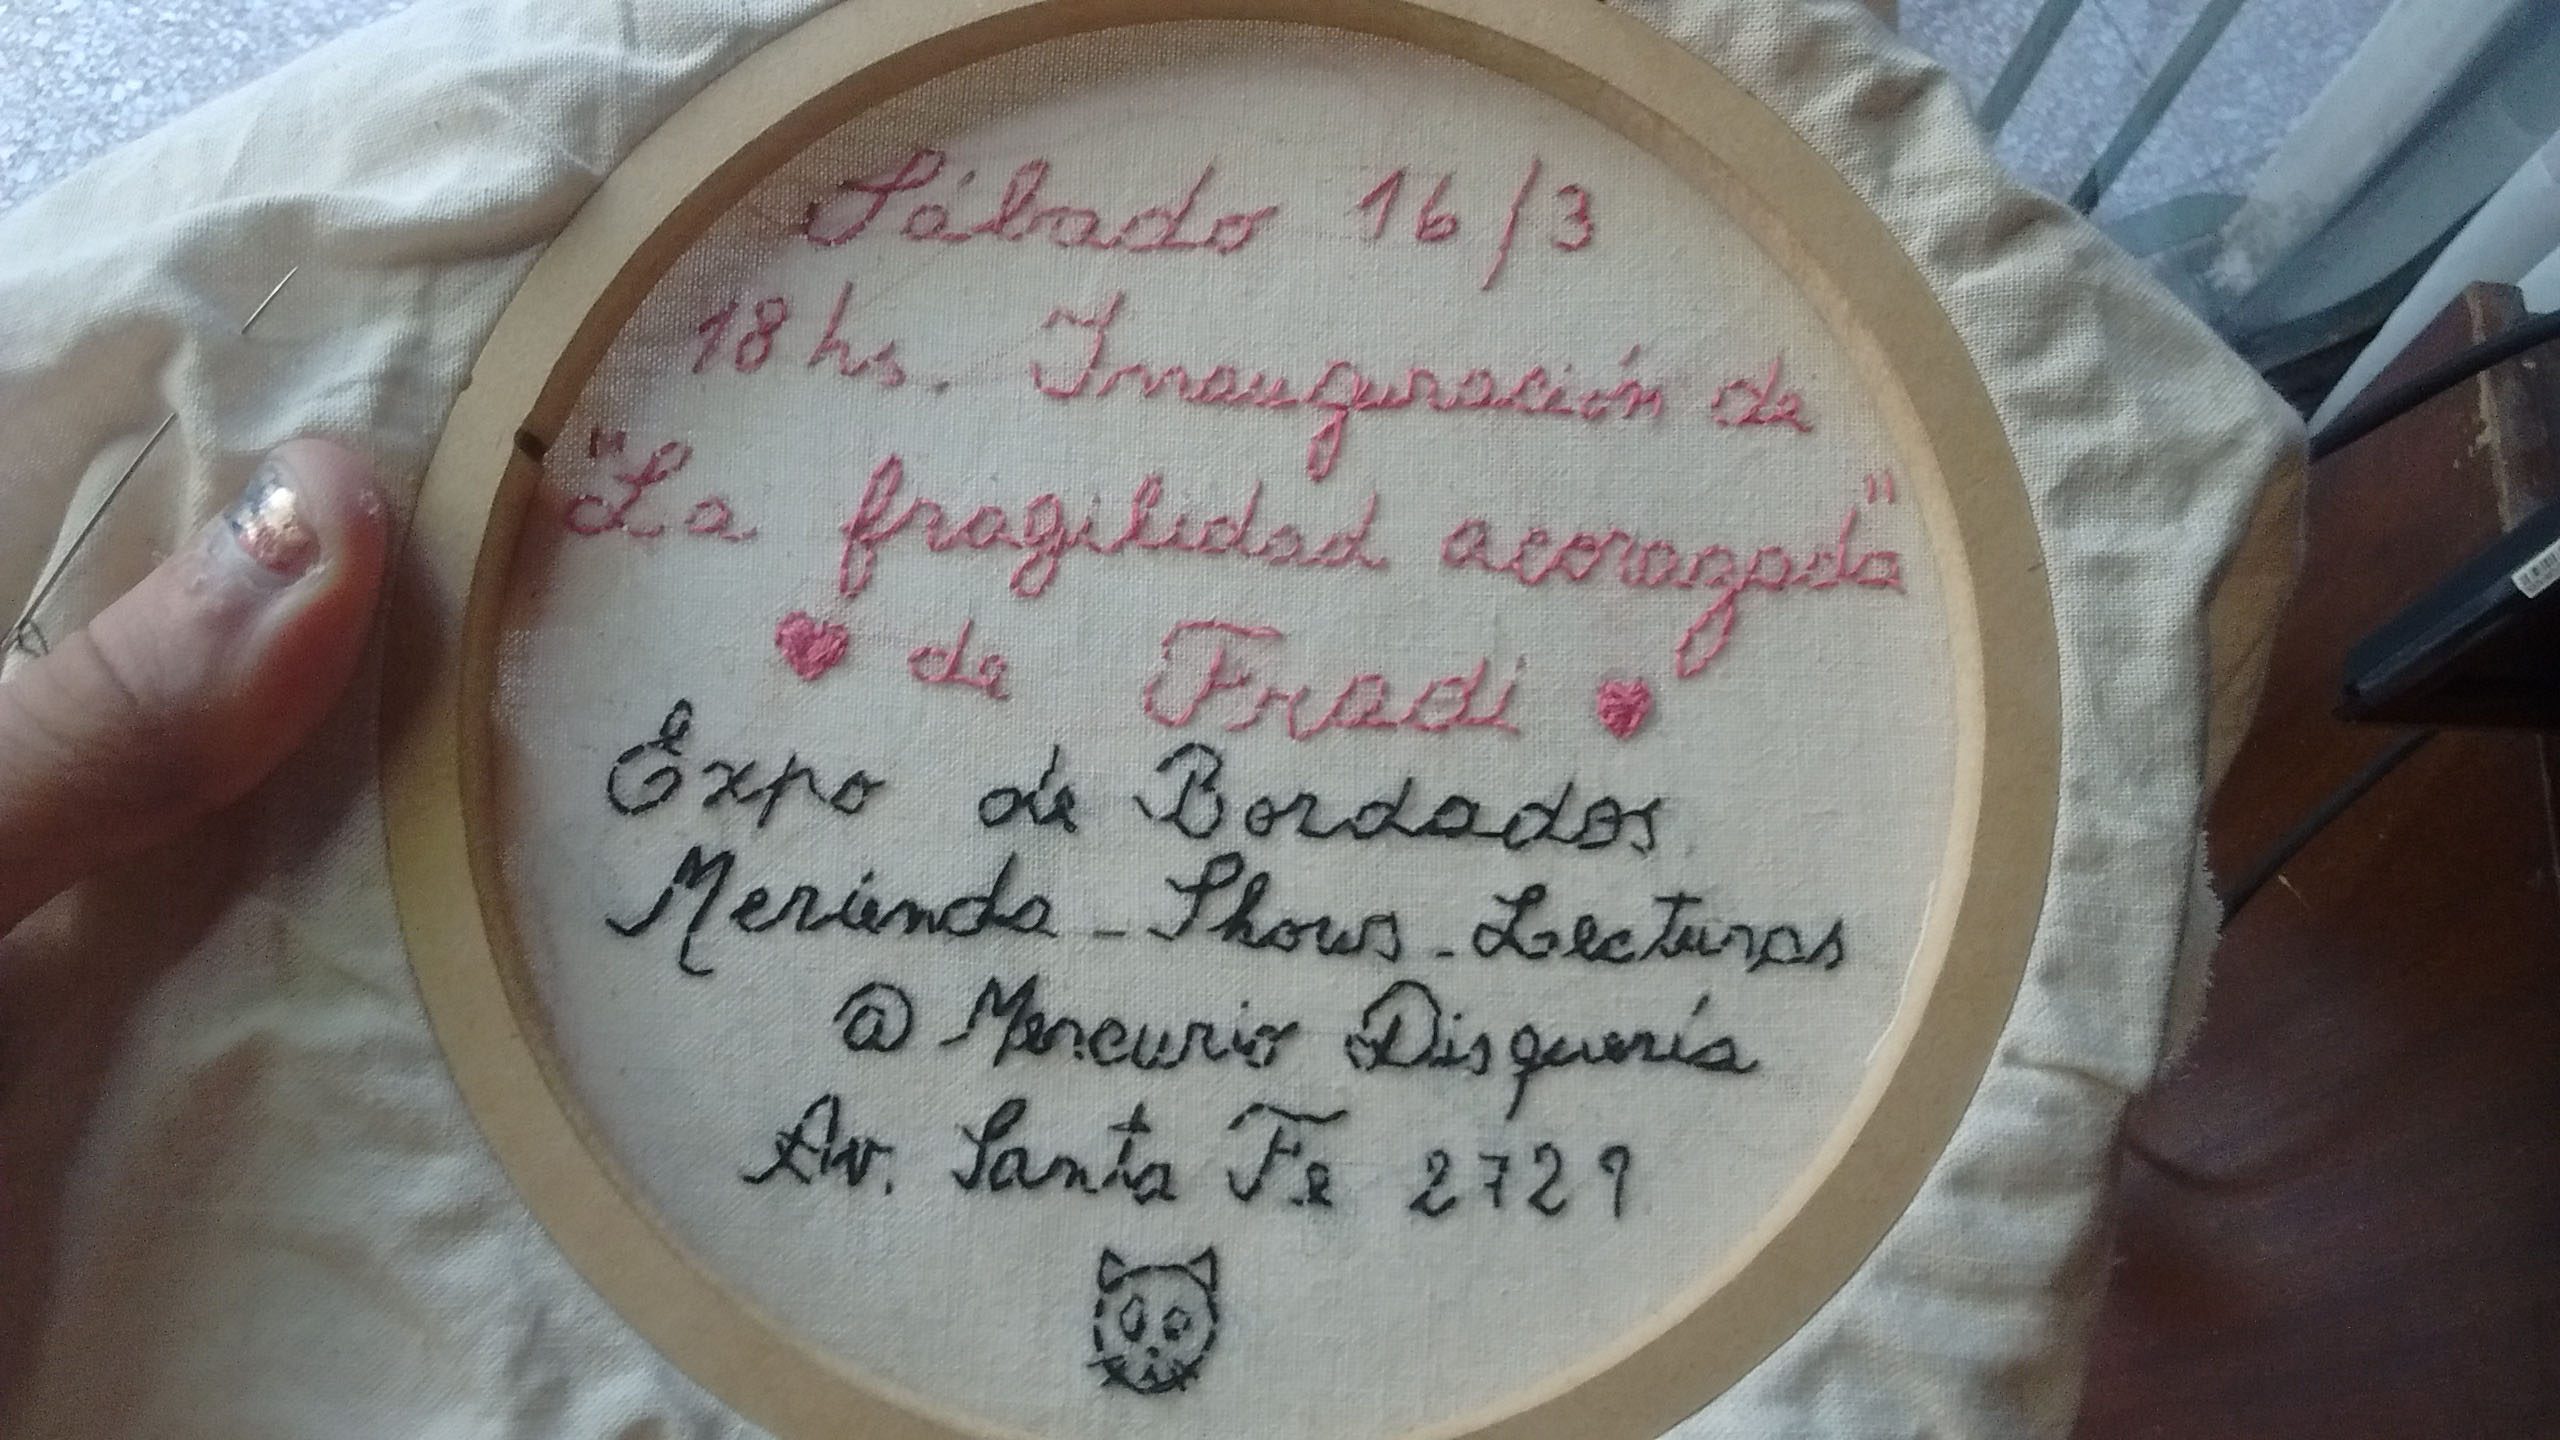 Sábado 16/3
18 hs. Inauguración de
"La fragilidad acorazada"
de Fradi
Expo de Bordados
Merienda - Shows - Lecturas
@ Mercurio Disquería
Av. Santa Fe 2729